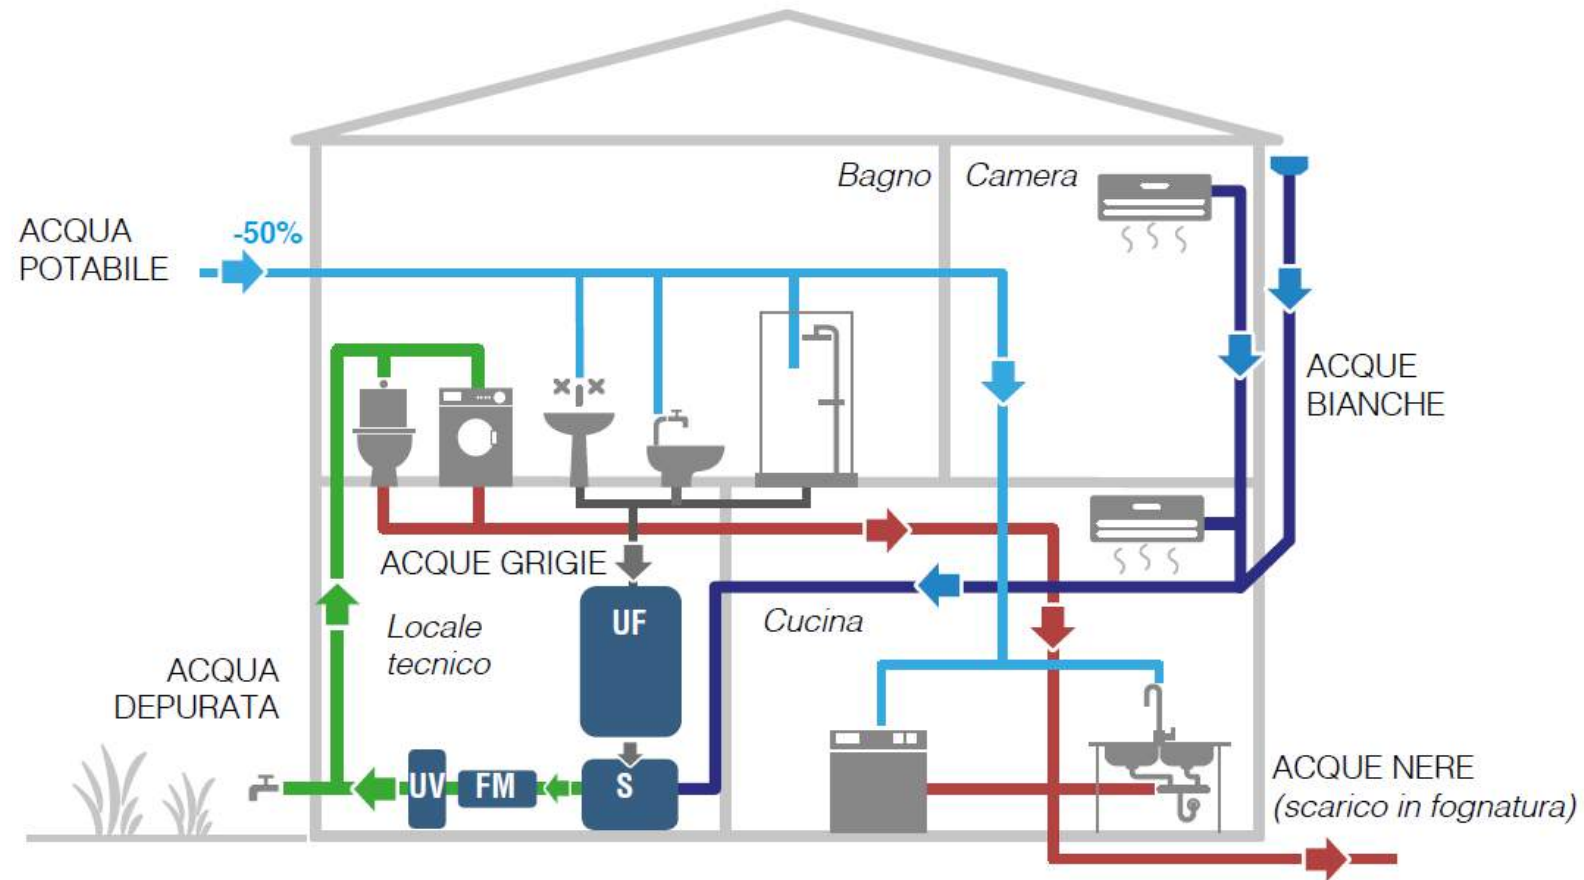 Bagno
Camera
ACQUA
POTABILE
-50%
ACQUE
BIANCHE
ACQUE GRIGIE
UF
Locale
tecnico
Cucina
ACQUA
DEPURATA
UV
FM
S
ACQUE NERE
(scarico in fognatura)